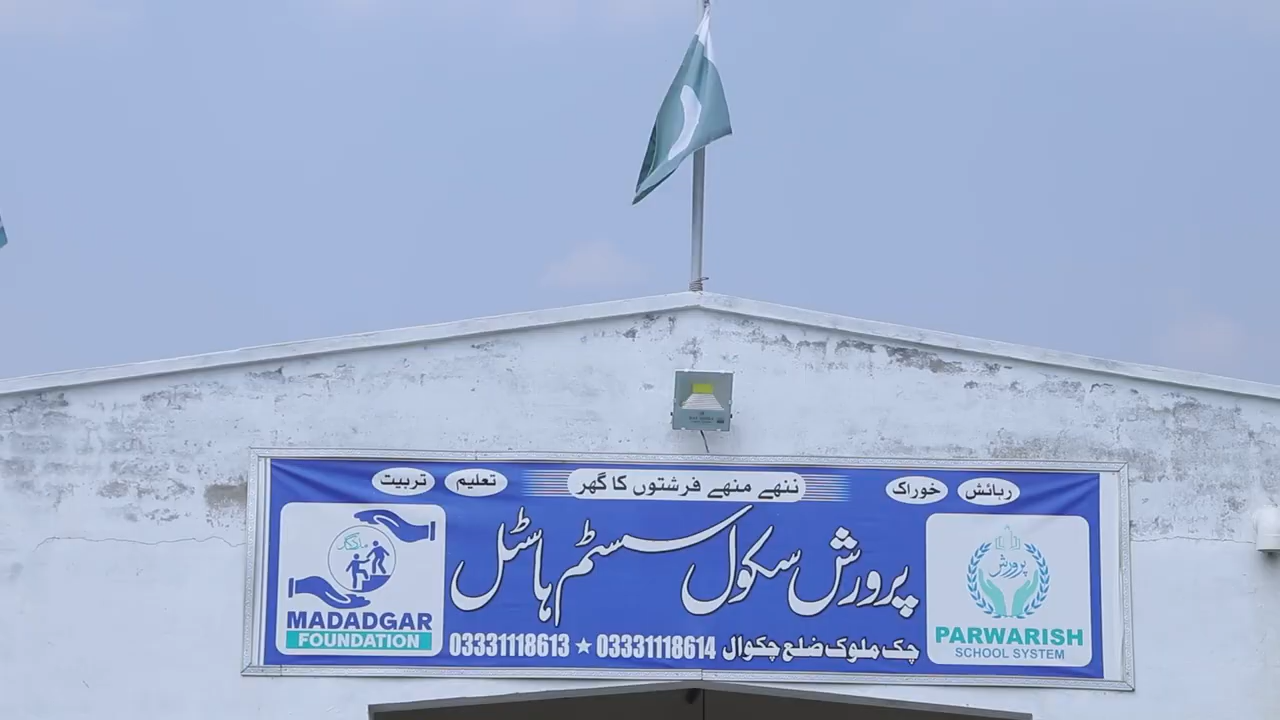 رہائش
خوراک
ننھے منھے فرشتوں کا گھر
تعلیم
تربیت
پرورش سکول سسٹم ہاسٹل
چک ملوک ضلع چکوال 03331118614 ★ 03331118613
پرورش
PARWARISH
SCHOOL SYSTEM
MADADGAR
FOUNDATION